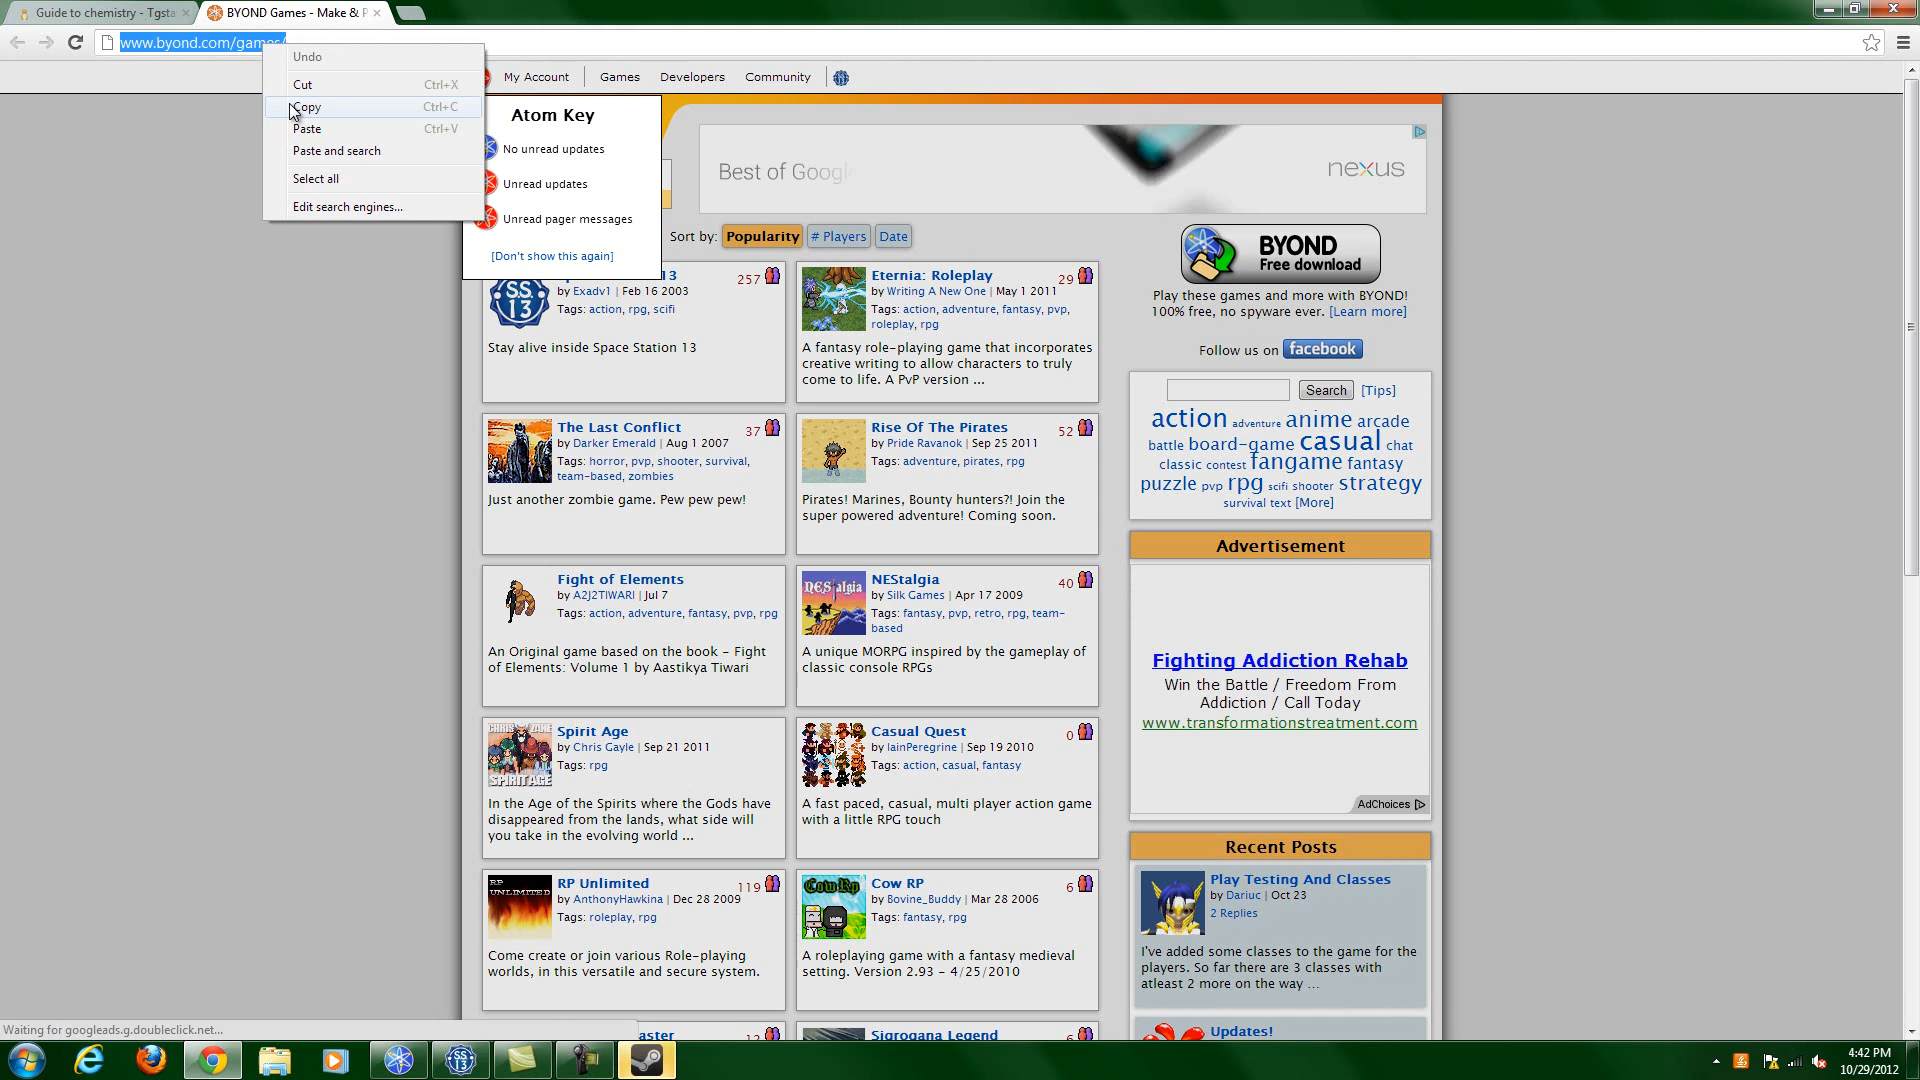 Guide to chemistry - Tgsta
BYOND Games - Make & P
www.byond.com/games/
Undo
Cut Ctrl+X
Copy Ctrl+C
Paste Ctrl+V
Paste and search
Select all
Edit search engines...
My Account Games Developers Community
Atom Key
No unread updates
Unread updates
Unread pager messages
[Don't show this again]
Best of Googl
nexus
Sort by: Popularity # Players Date
13
257
by Exadv1 | Feb 16 2003
Tags: action, rpg, scifi
Stay alive inside Space Station 13
SS
13
Eternia: Roleplay
29
by Writing A New One | May 1 2011
Tags: action, adventure, fantasy, pvp,
roleplay, rpg
A fantasy role-playing game that incorporates
creative writing to allow characters to truly
come to life. A PvP version ...
The Last Conflict
37
by Darker Emerald | Aug 1 2007
Tags: horror, pvp, shooter, survival,
team-based, zombies
Just another zombie game. Pew pew pew!
Rise Of The Pirates
52
by Pride Ravanok | Sep 25 2011
Tags: adventure, pirates, rpg
Pirates! Marines, Bounty hunters?! Join the
super powered adventure! Coming soon.
Fight of Elements
by A2J2TIWARI | Jul 7
Tags: action, adventure, fantasy, pvp, rpg
An Original game based on the book - Fight
of Elements: Volume 1 by Aastikya Tiwari
NEStalgia
NEStalgia
40
by Silk Games | Apr 17 2009
Tags: fantasy, pvp, retro, rpg, team-
based
A unique MORPG inspired by the gameplay of
classic console RPGs
SPIRIT AGE
Spirit Age
by Chris Gayle | Sep 21 2011
Tags: rpg
In the Age of the Spirits where the Gods have
disappeared from the lands, what side will
you take in the evolving world ...
Casual Quest
0
by IainPeregrine | Sep 19 2010
Tags: action, casual, fantasy
A fast paced, casual, multi player action game
with a little RPG touch
RP
UNLIMITED
RP Unlimited
119
by AnthonyHawkina | Dec 28 2009
Tags: roleplay, rpg
Come create or join various Role-playing
worlds, in this versatile and secure system.
CowRp
Cow RP
6
by Bovine_Buddy | Mar 28 2006
Tags: fantasy, rpg
A roleplaying game with a fantasy medieval
setting. Version 2.93 - 4/25/2010
aster
12
Sigrogana Legend
6
BYOND
Free download
Play these games and more with BYOND!
100% free, no spyware ever. [Learn more]
Follow us on facebook
Search [Tips]
action adventure anime arcade
battle board-game casual chat
classic contest fangame fantasy
puzzle pvp rpg scifi shooter strategy
survival text [More]
Advertisement
Fighting Addiction Rehab
Win the Battle / Freedom From
Addiction / Call Today
www.transformationstreatment.com
AdChoices
Recent Posts
Play Testing And Classes
by Dariuc | Oct 23
2 Replies
I've added some classes to the game for the
players. So far there are 3 classes with
atleast 2 more on the way ...
Updates!
Waiting for googleads.g.doubleclick.net...
SS
13
4:42 PM
10/29/2012